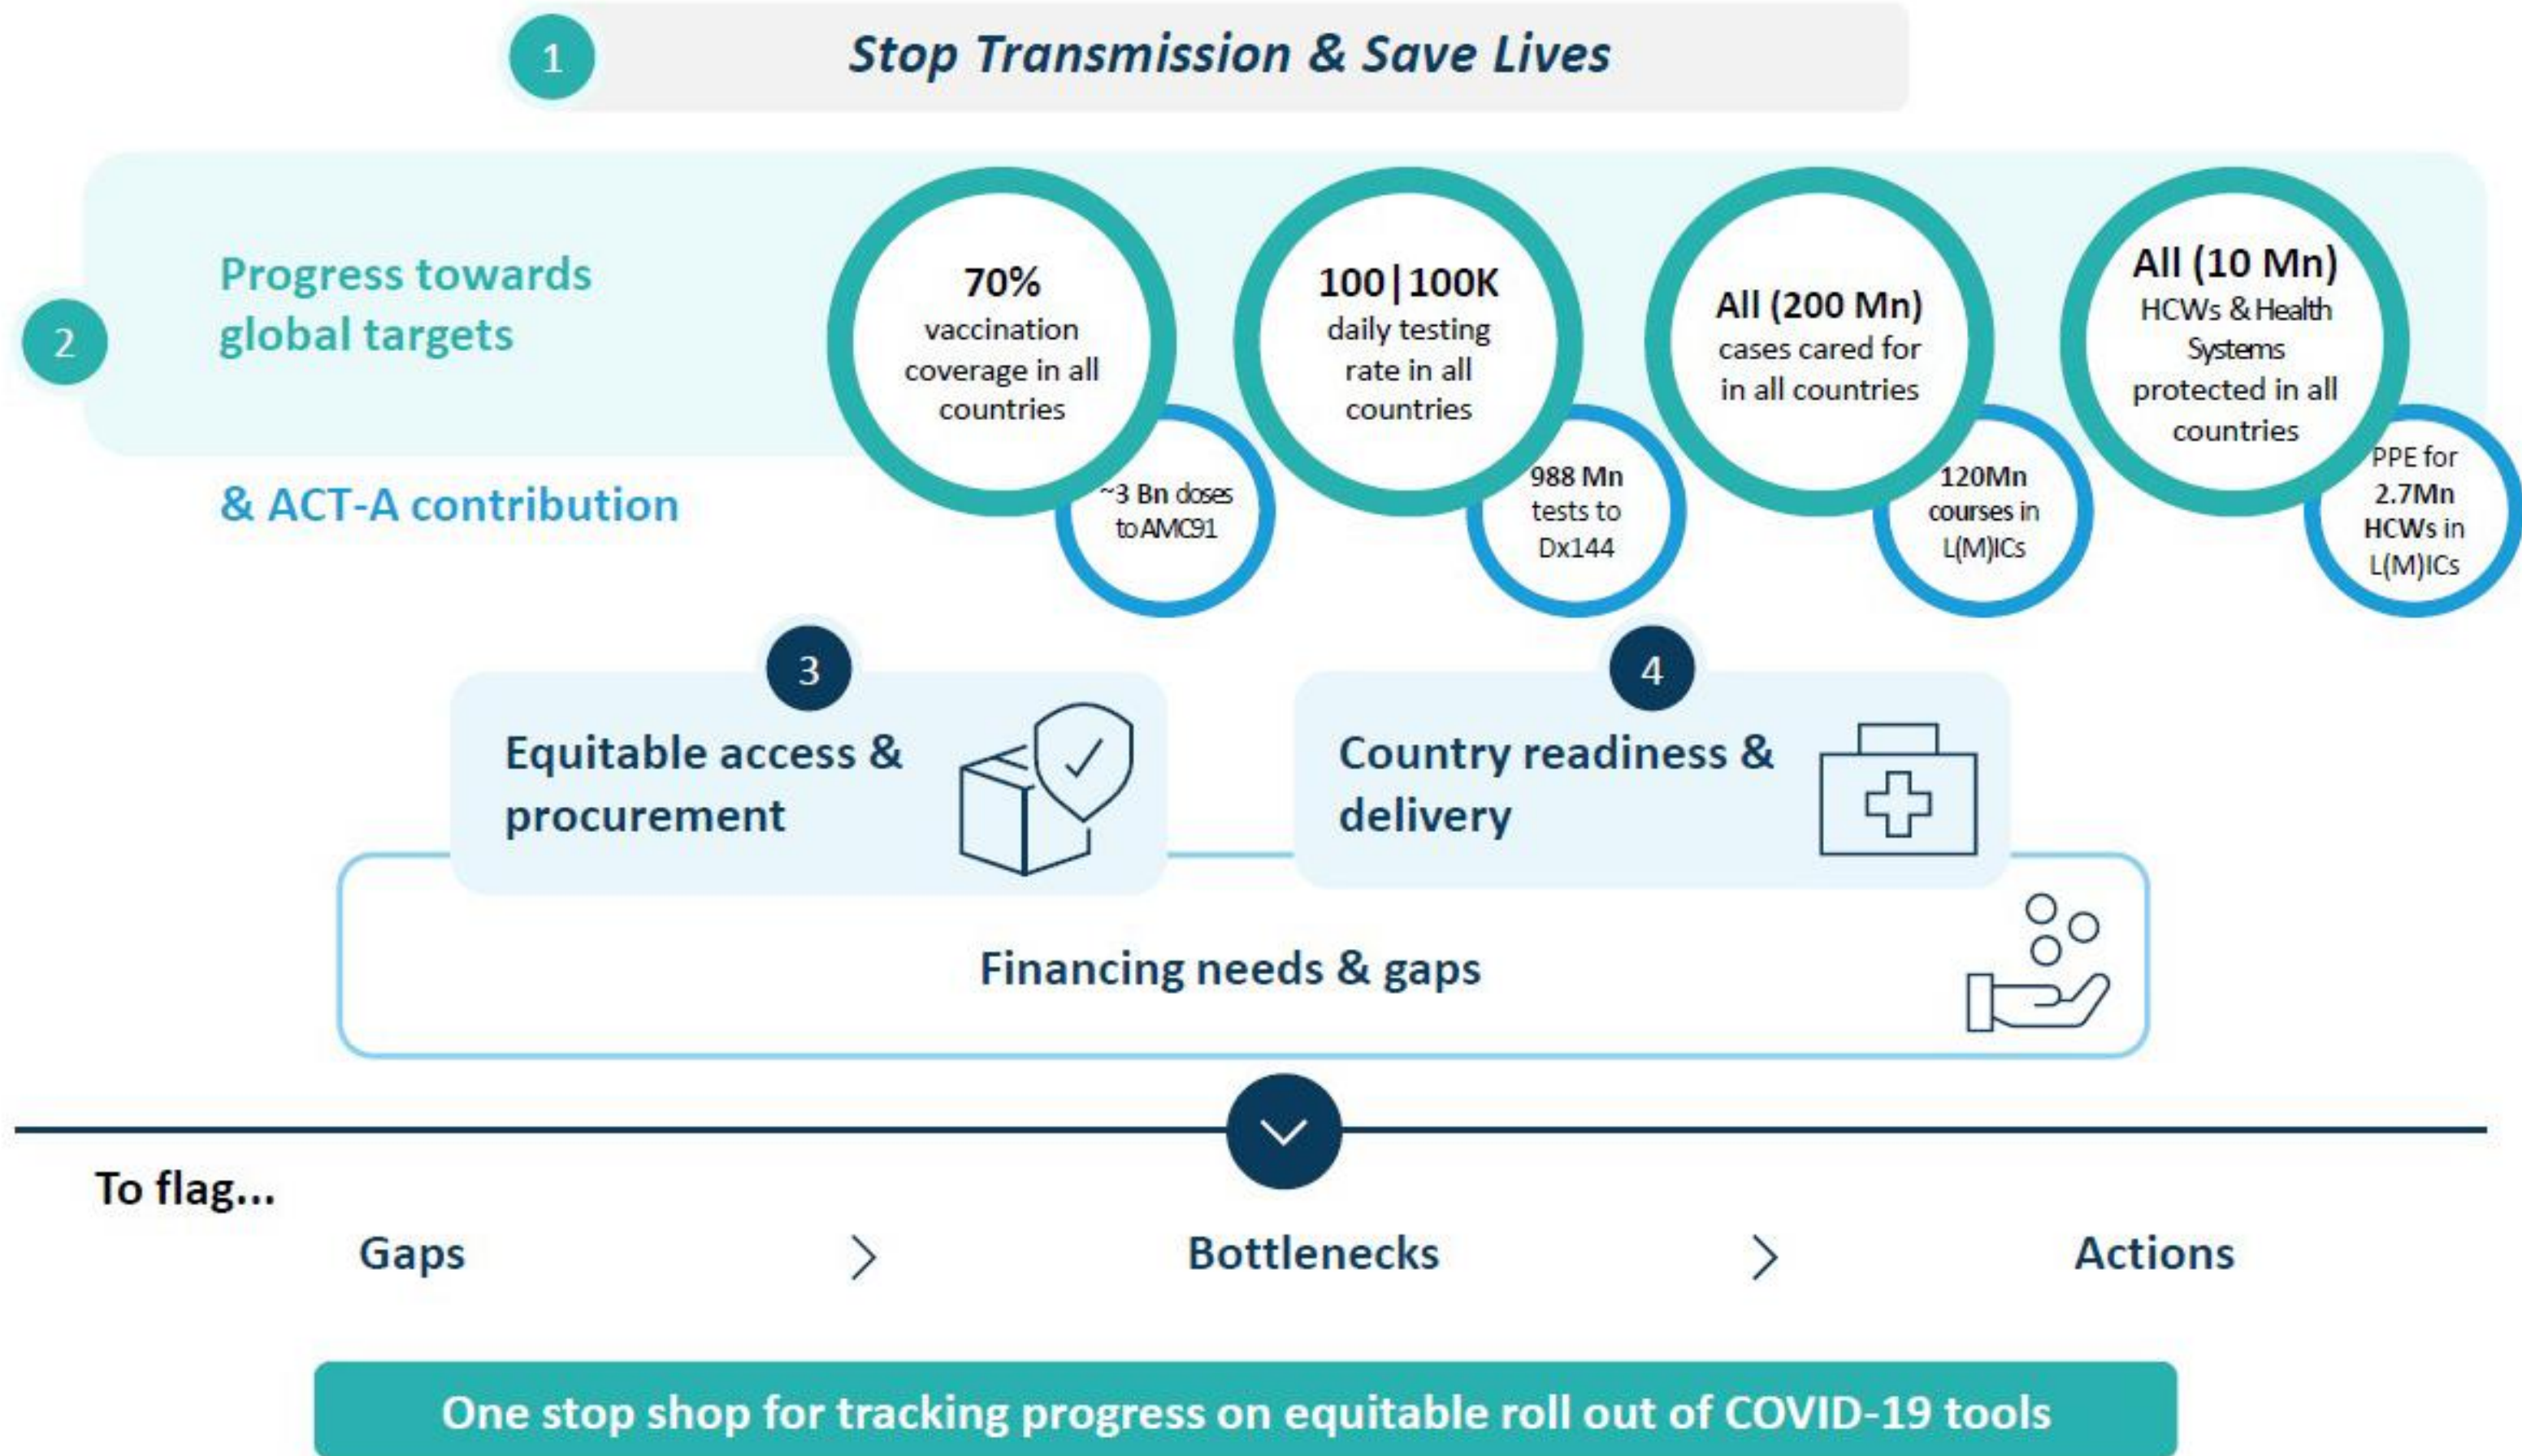 1
Stop Transmission & Save Lives
2
Progress towards
global targets
& ACT-A contribution
70%
vaccination
coverage in all
countries
~3 Bn doses
to AMC91
100|100K
daily testing
rate in all
countries
988 Mn
tests to
Dx144
All (200 Mn)
cases cared for
in all countries
120Mn
courses in
L(M)ICs
All (10 Mn)
HCWs & Health
Systems
protected in all
countries
PPE for
2.7Mn
HCWs in
L(M)ICs
3
Equitable access &
procurement
4
Country readiness &
delivery
Financing needs & gaps
To flag...
Gaps > Bottlenecks > Actions
One stop shop for tracking progress on equitable roll out of COVID-19 tools